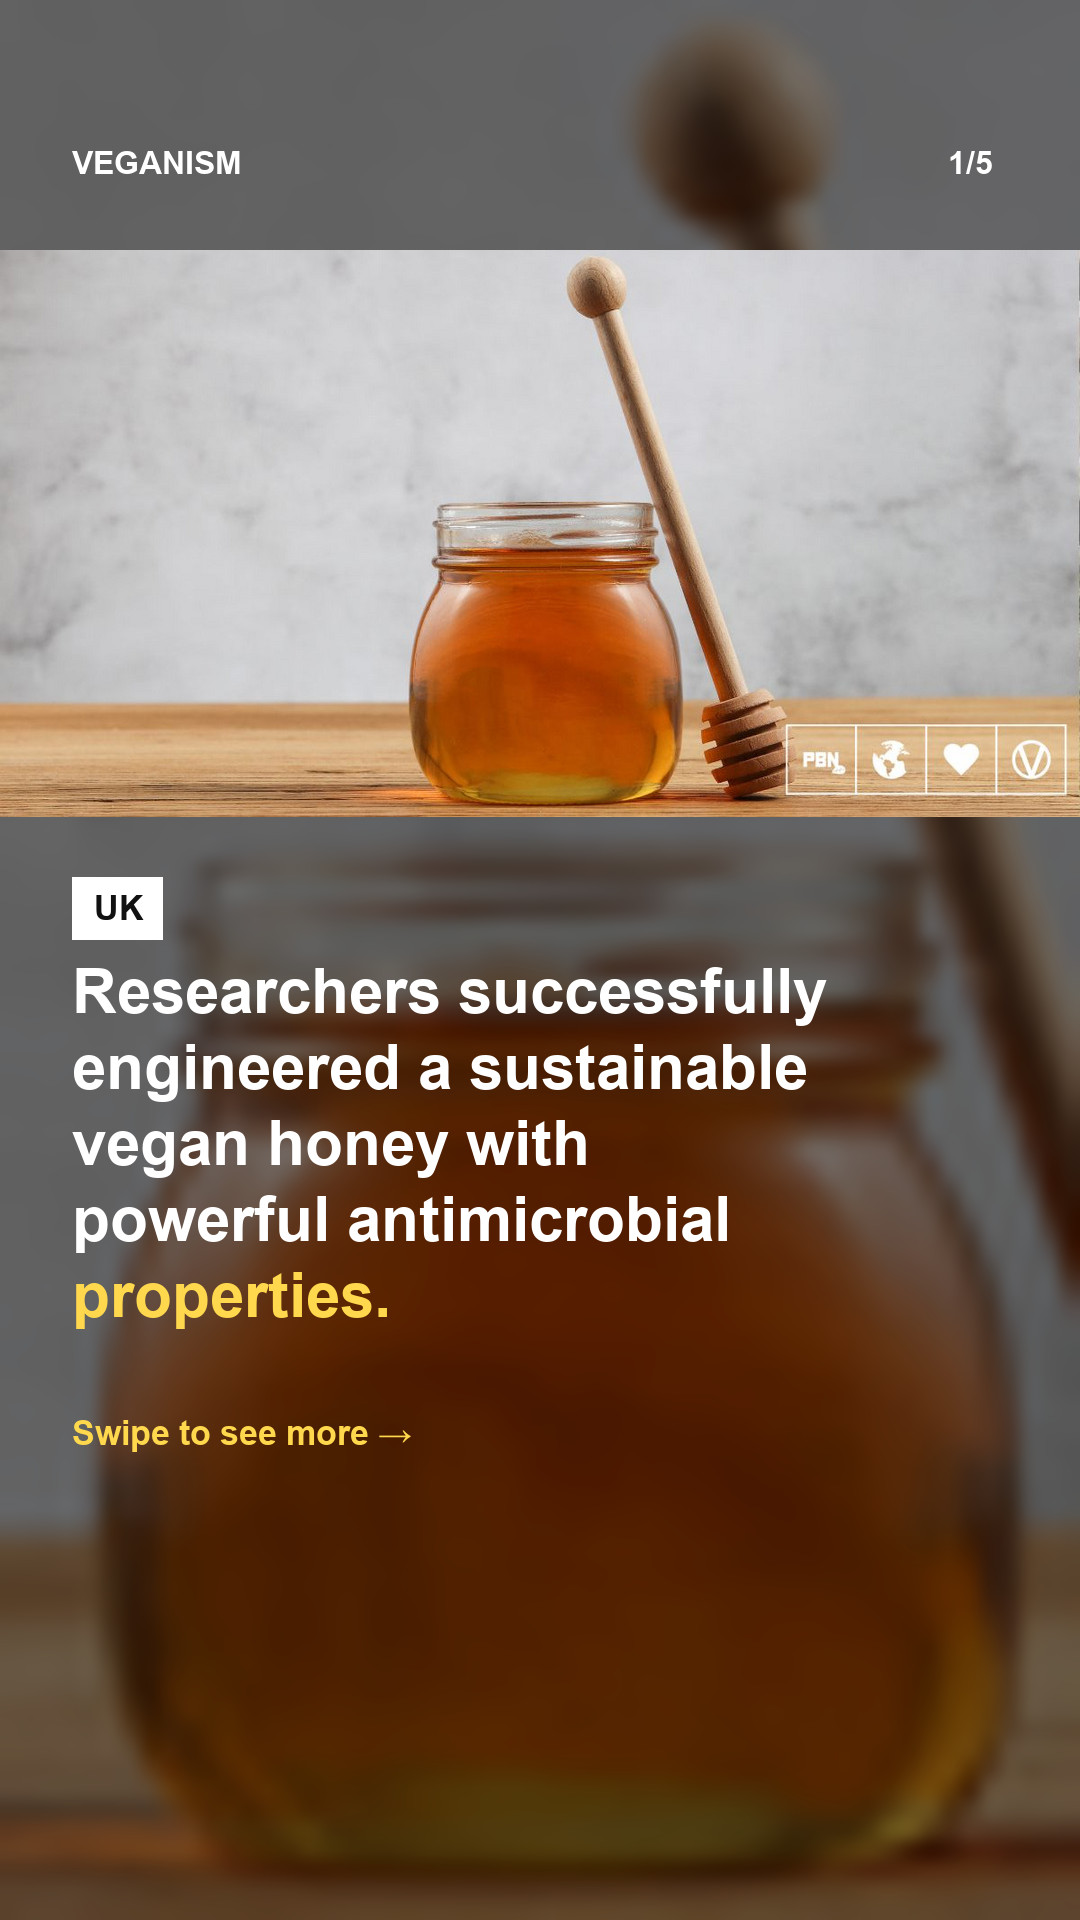 VEGANISM
1/5
PBN
UK
Researchers successfully
engineered a sustainable
vegan honey with
powerful antimicrobial
properties.
Swipe to see more →